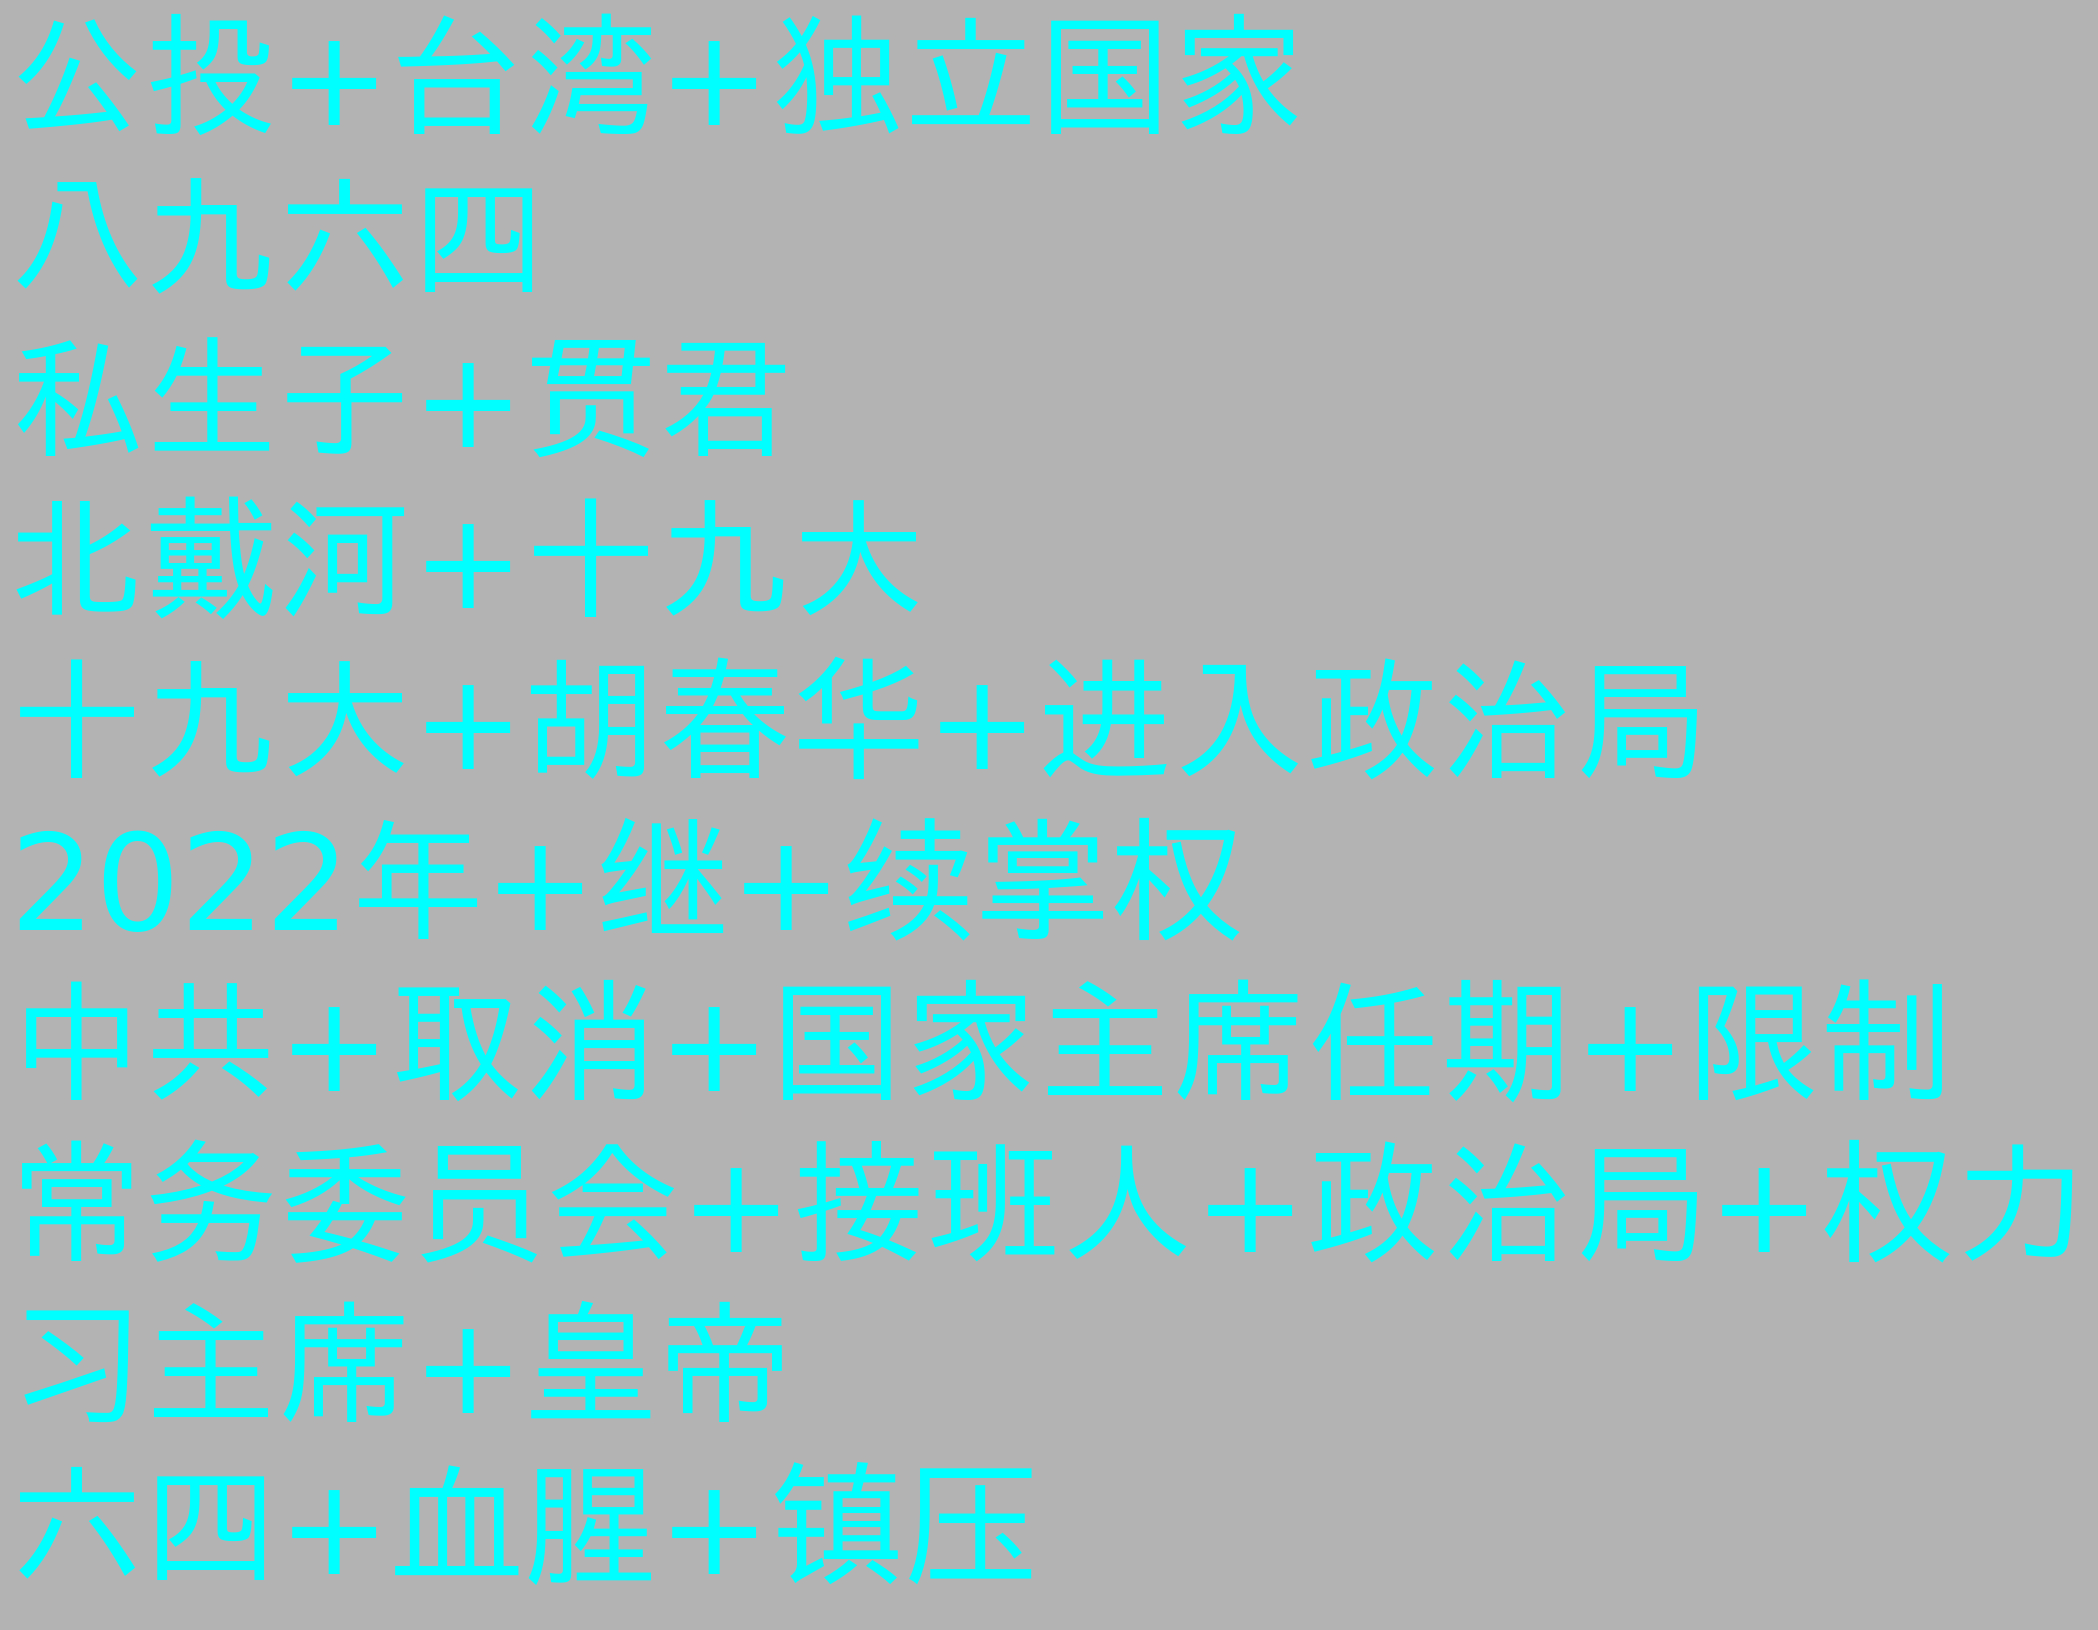 公投+台湾+独立国家
八九六四
私生子+贯君
北戴河+十九大
十九大+胡春华+进入政治局
2022年+继+续掌权
中共+取消+国家主席任期+限制
常务委员会+接班人+政治局+权力
习主席+皇帝
六四+血腥+镇压